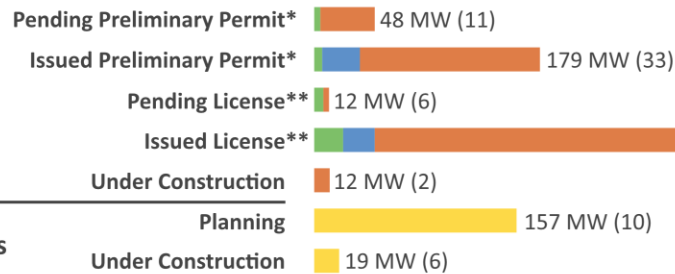 Pending Preliminary Permit* 48 MW (11)
Issued Preliminary Permit* 179 MW (33)
Pending License** 12 MW (6)
Issued License**
Under Construction 12 MW (2)
Planning 157 MW (10)
s
Under Construction 19 MW (6)